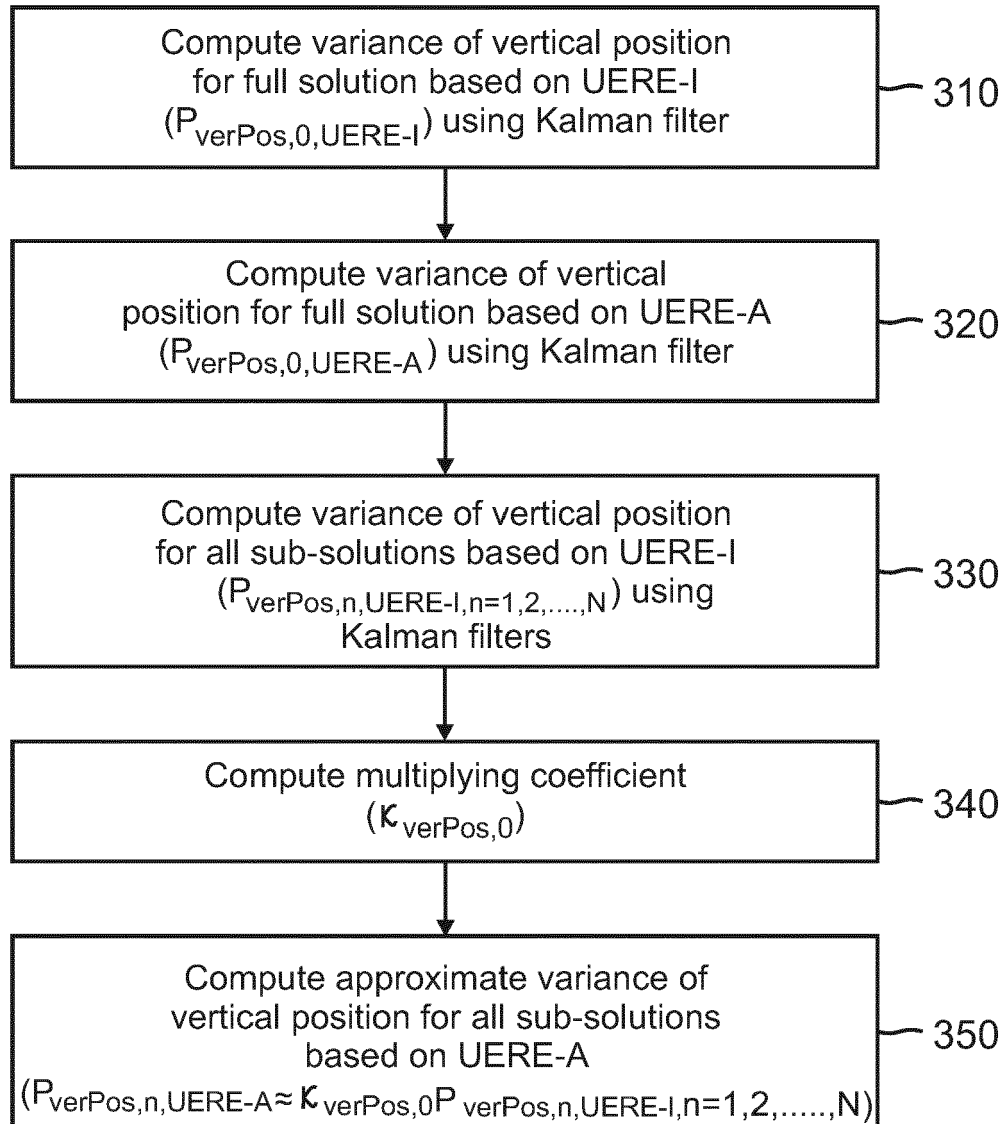 Compute variance of vertical position
for full solution based on UERE-I
(PverPos,0,UERE-I) using Kalman filter
310
Compute variance of vertical
position for full solution based on UERE-A
(PverPos,0,UERE-A) using Kalman filter
320
Compute variance of vertical position
for all sub-solutions based on UERE-I
(PverPos,n,UERE-I,n=1,2,....,N) using
Kalman filters
330
Compute multiplying coefficient
(κverPos,0)
340
Compute approximate variance of
vertical position for all sub-solutions
based on UERE-A
(PverPos,n,UERE-A≈κverPos,0PverPos,n,UERE-I,n=1,2,.....,N)
350